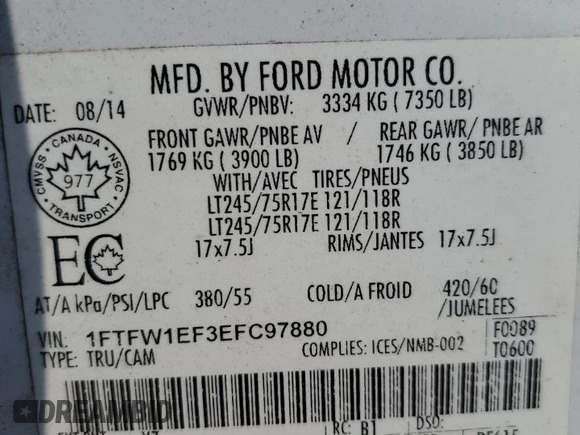 MFD. BY FORD MOTOR CO.
DATE: 08/14 GVWR/PNBV: 3334 KG ( 7350 LB)
FRONT GAWR/PNBE AV / REAR GAWR/ PNBE AR
1769 KG ( 3900 LB) 1746 KG ( 3850 LB)
CMVSS · CANADA · NSVAC
977
TRANSPORT
WITH/AVEC TIRES/PNEUS
LT245/75R17E 121/118R
LT245/75R17E 121/118R
EC 17x7.5J RIMS/JANTES 17x7.5J
AT/A kPa/PSI/LPC 380/55 COLD/A FROID 420/60
/JUMELEES
VIN: 1FTFW1EF3EFC97880 F0089
TYPE: TRU/CAM COMPLIES: ICES/NMB-002 T0600
RC: B1 DSO:
DREAMBID